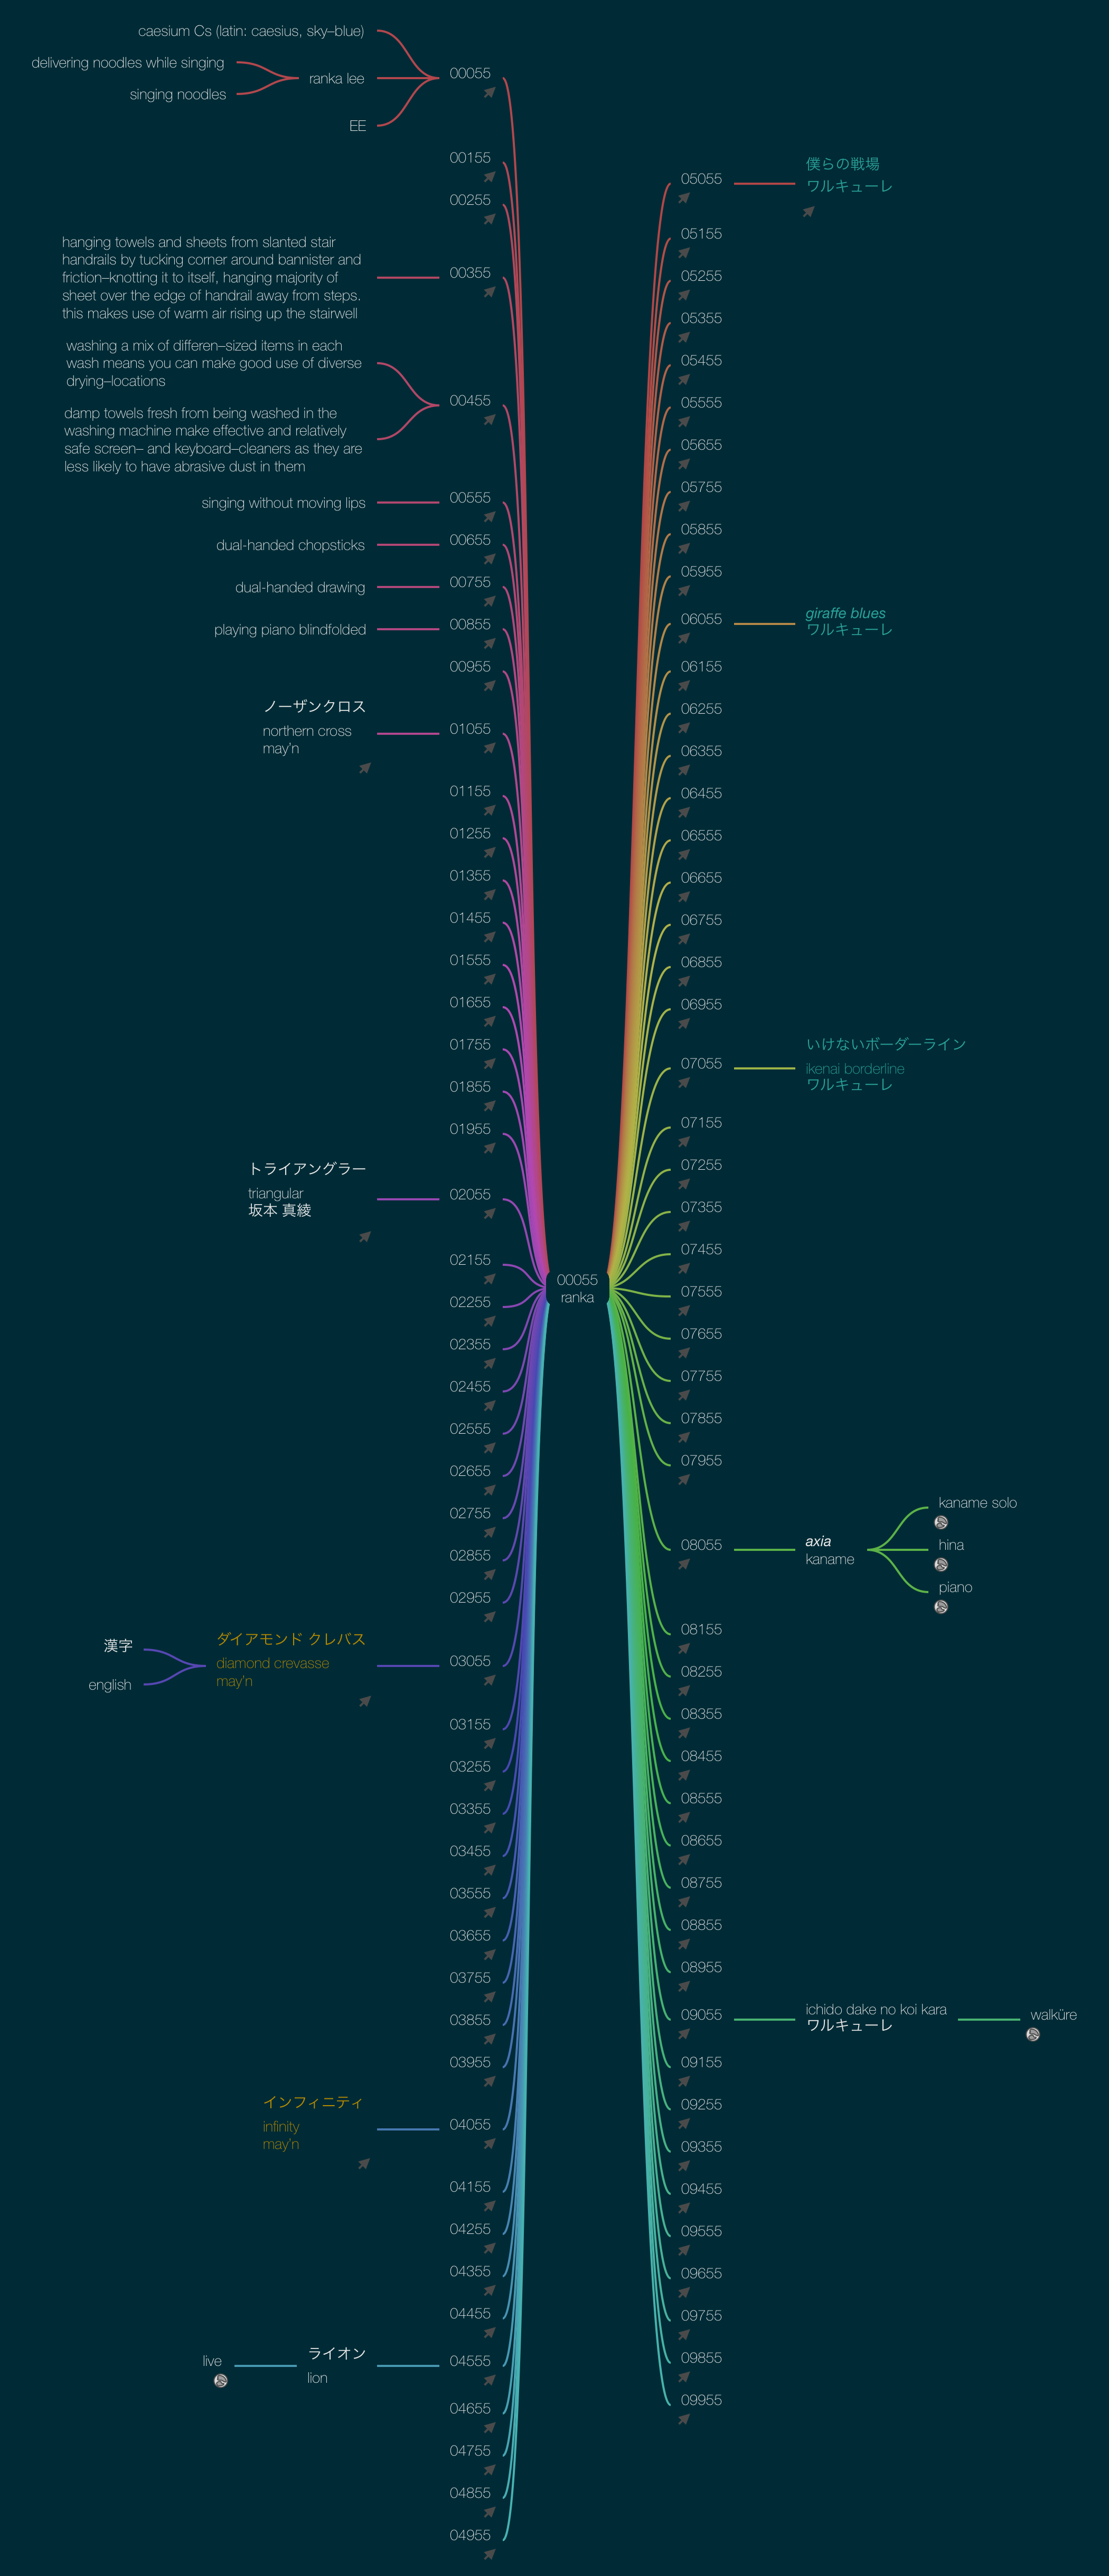 caesium Cs (latin: caesius, sky–blue)
delivering noodles while singing
singing noodles
ranka lee
EE
00055
00155
00255
hanging towels and sheets from slanted stair
handrails by tucking corner around bannister and
friction–knotting it to itself, hanging majority of
sheet over the edge of handrail away from steps.
this makes use of warm air rising up the stairwell
00355
washing a mix of differen–sized items in each
wash means you can make good use of diverse
drying–locations
damp towels fresh from being washed in the
washing machine make effective and relatively
safe screen– and keyboard–cleaners as they are
less likely to have abrasive dust in them
00455
singing without moving lips
00555
dual-handed chopsticks
00655
dual-handed drawing
00755
playing piano blindfolded
00855
00955
ノーザンクロス
northern cross
may'n
01055
01155
01255
01355
01455
01555
01655
01755
01855
01955
トライアングラー
triangular
坂本 真綾
02055
02155
02255
02355
02455
02555
02655
02755
02855
02955
漢字
english
ダイアモンド クレバス
diamond crevasse
may'n
03055
03155
03255
03355
03455
03555
03655
03755
03855
03955
インフィニティ
infinity
may'n
04055
04155
04255
04355
04455
live
ライオン
lion
04555
04655
04755
04855
04955
00055
ranka
05055
僕らの戦場
ワルキューレ
05155
05255
05355
05455
05555
05655
05755
05855
05955
06055
giraffe blues
ワルキューレ
06155
06255
06355
06455
06555
06655
06755
06855
06955
07055
いけないボーダーライン
ikenai borderline
ワルキューレ
07155
07255
07355
07455
07555
07655
07755
07855
07955
08055
axia
kaname
kaname solo
hina
piano
08155
08255
08355
08455
08555
08655
08755
08855
08955
09055
ichido dake no koi kara
ワルキューレ
walküre
09155
09255
09355
09455
09555
09655
09755
09855
09955